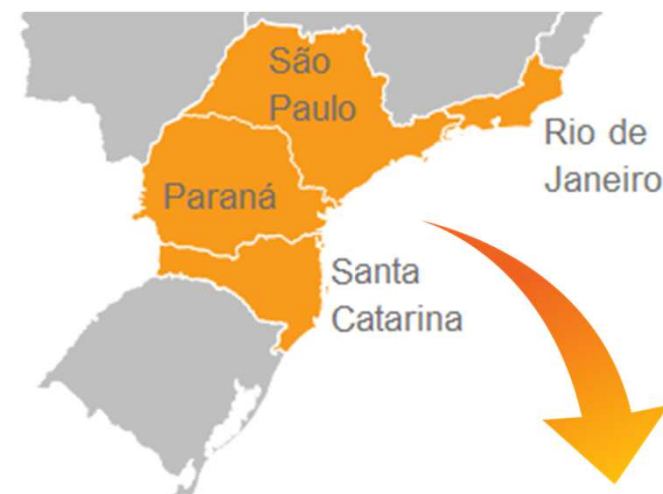 São
Paulo
Rio de
Janeiro
Paraná
Santa
Catarina